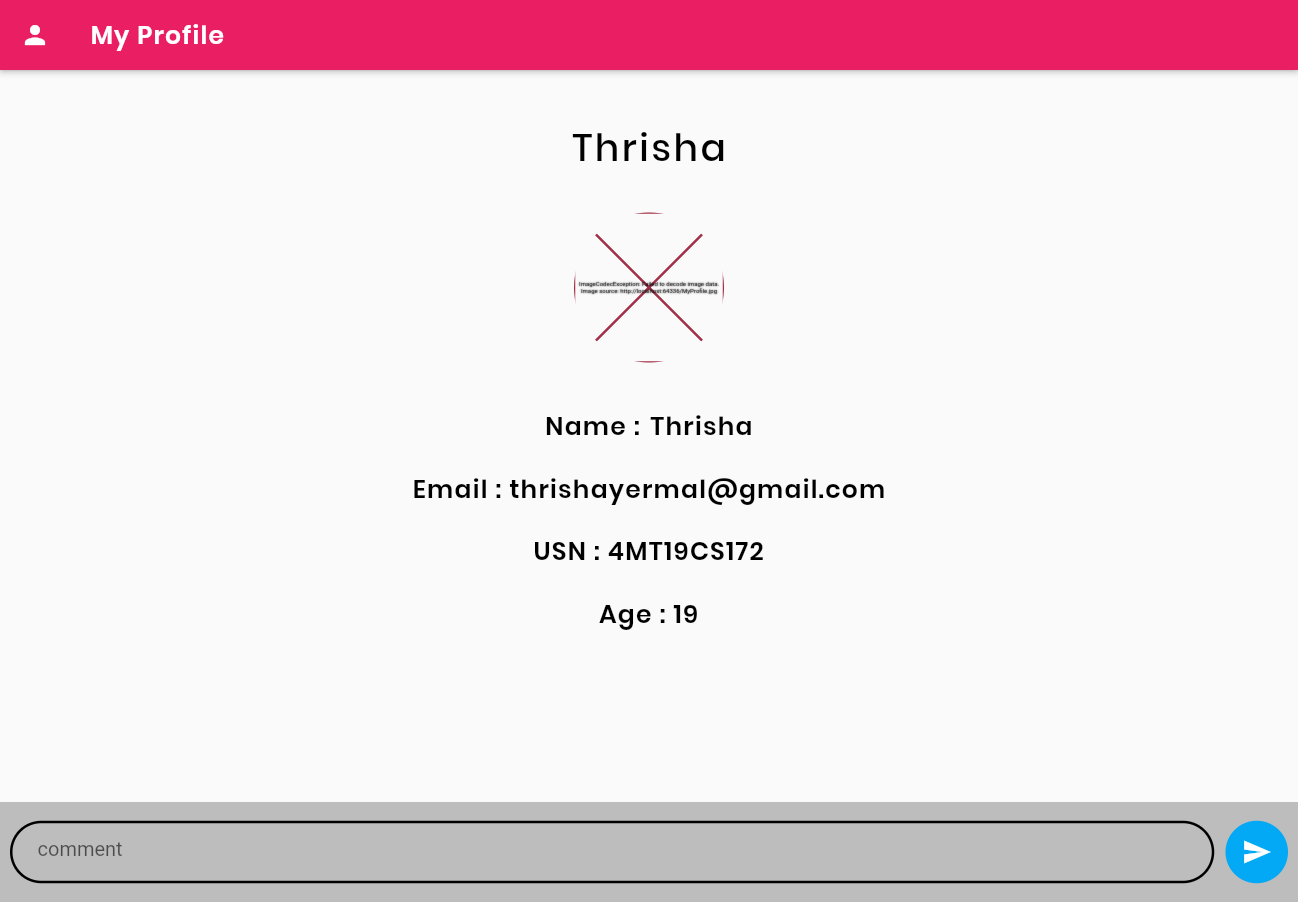 My Profile
Thrisha
ImageCodecException: Failed to decode image data.
Image source: http://localhost:64336/MyProfile.jpg
Name : Thrisha
Email : thrishayermal@gmail.com
USN : 4MT19CS172
Age : 19
comment